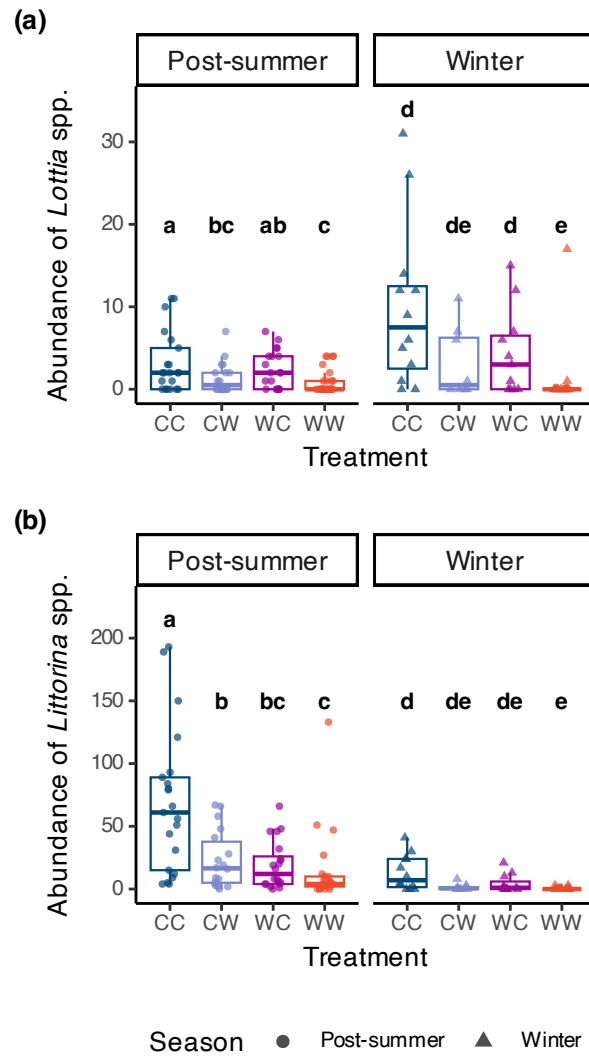 (a)
Post-summer Winter
Abundance of Lottia spp.
30
20
10
0
a bc ab c
d de d e
CC CW WC WW CC CW WC WW
Treatment
(b)
Post-summer Winter
Abundance of Littorina spp.
200
150
100
50
0
a b bc c
d de de e
CC CW WC WW CC CW WC WW
Treatment
Season Post-summer Winter